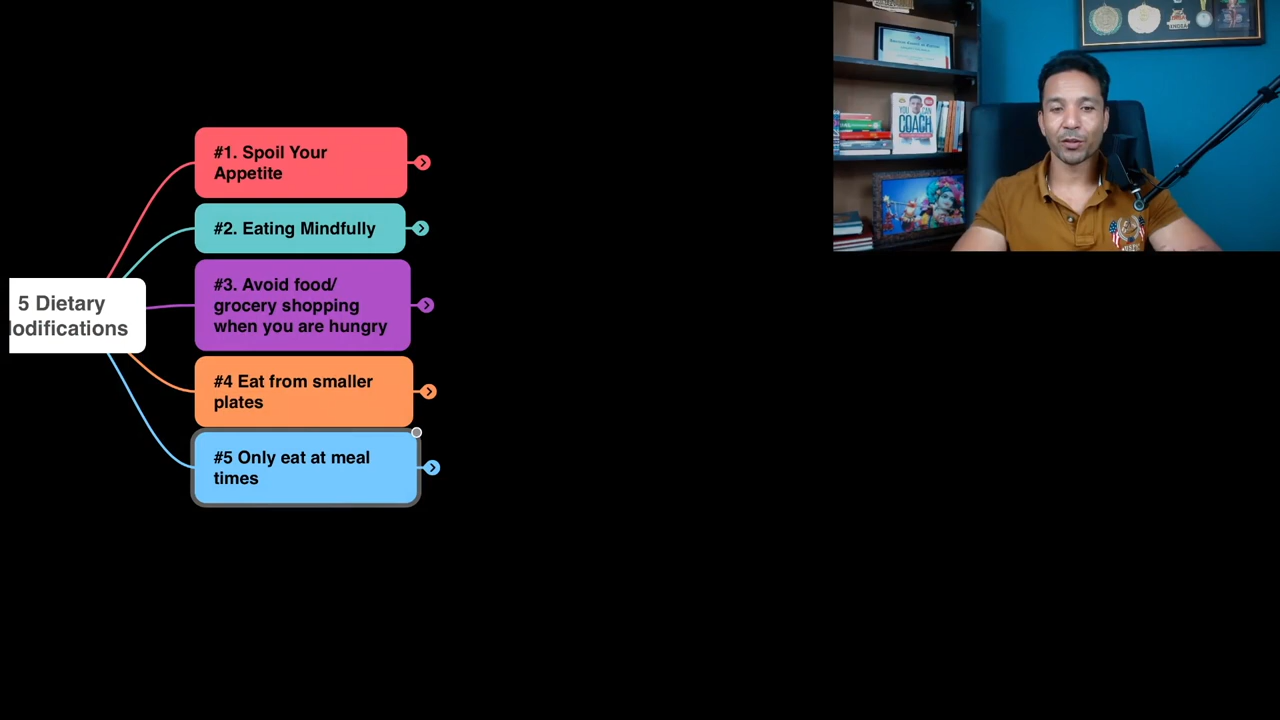 5 Dietary
#1. Spoil Your
Appetite
#2. Eating Mindfully
#3. Avoid food/
grocery shopping
when you are hungry
#4 Eat from smaller
plates
#5 Only eat at meal
times
YOU CAN
COACH